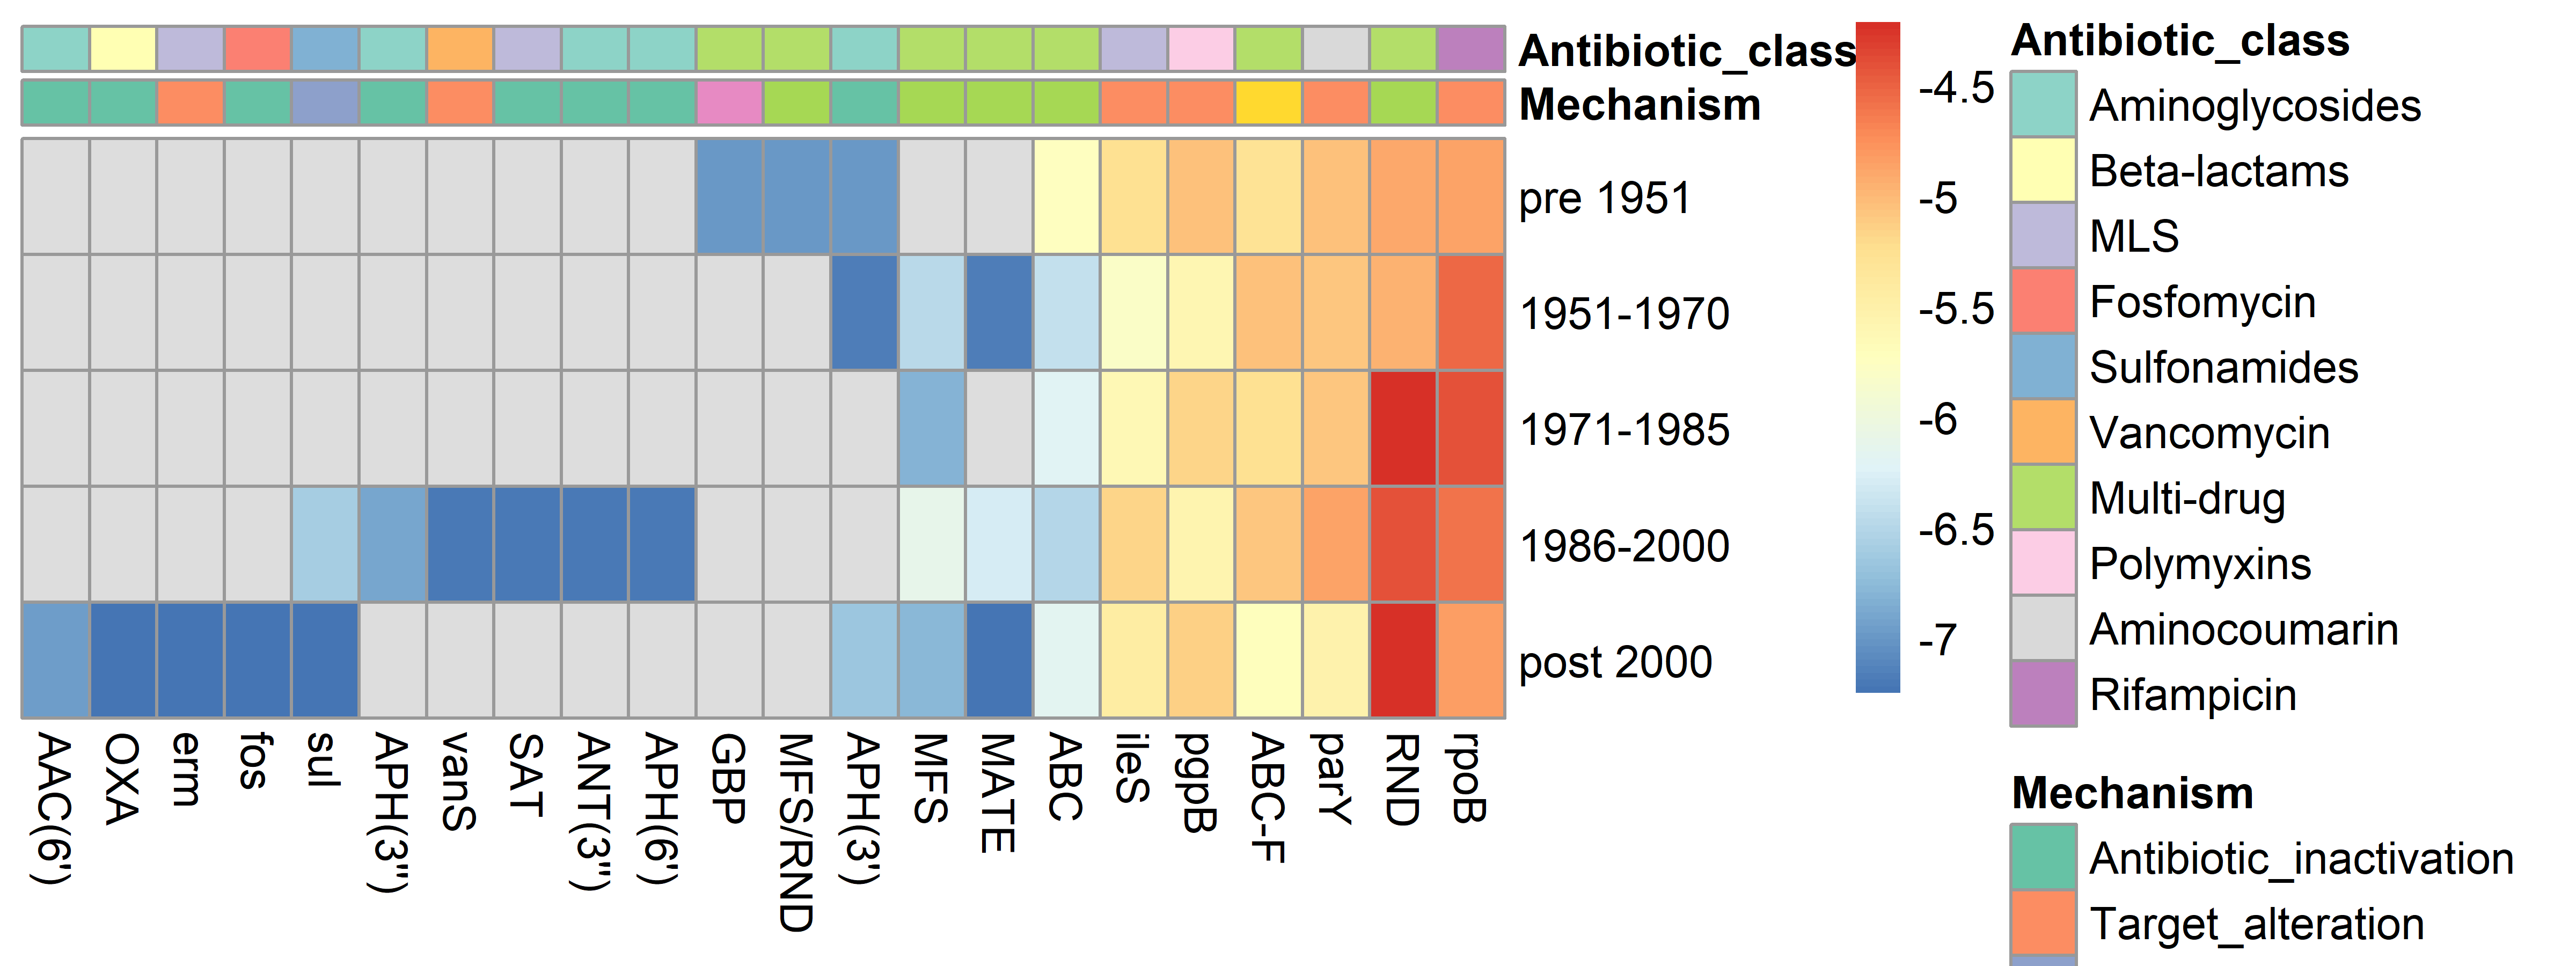 Antibiotic_class
Mechanism
pre 1951
1951-1970
1971-1985
1986-2000
post 2000
AAC(6')
OXA
erm
fos
sul
APH(3'')
vanS
SAT
ANT(3'')
APH(6')
GBP
MFS/RND
APH(3')
MFS
MATE
ABC
ileS
pgpB
ABC-F
parY
RND
rpoB
-4.5
-5
-5.5
-6
-6.5
-7
Antibiotic_class
Aminoglycosides
Beta-lactams
MLS
Fosfomycin
Sulfonamides
Vancomycin
Multi-drug
Polymyxins
Aminocoumarin
Rifampicin
Mechanism
Antibiotic_inactivation
Target_alteration